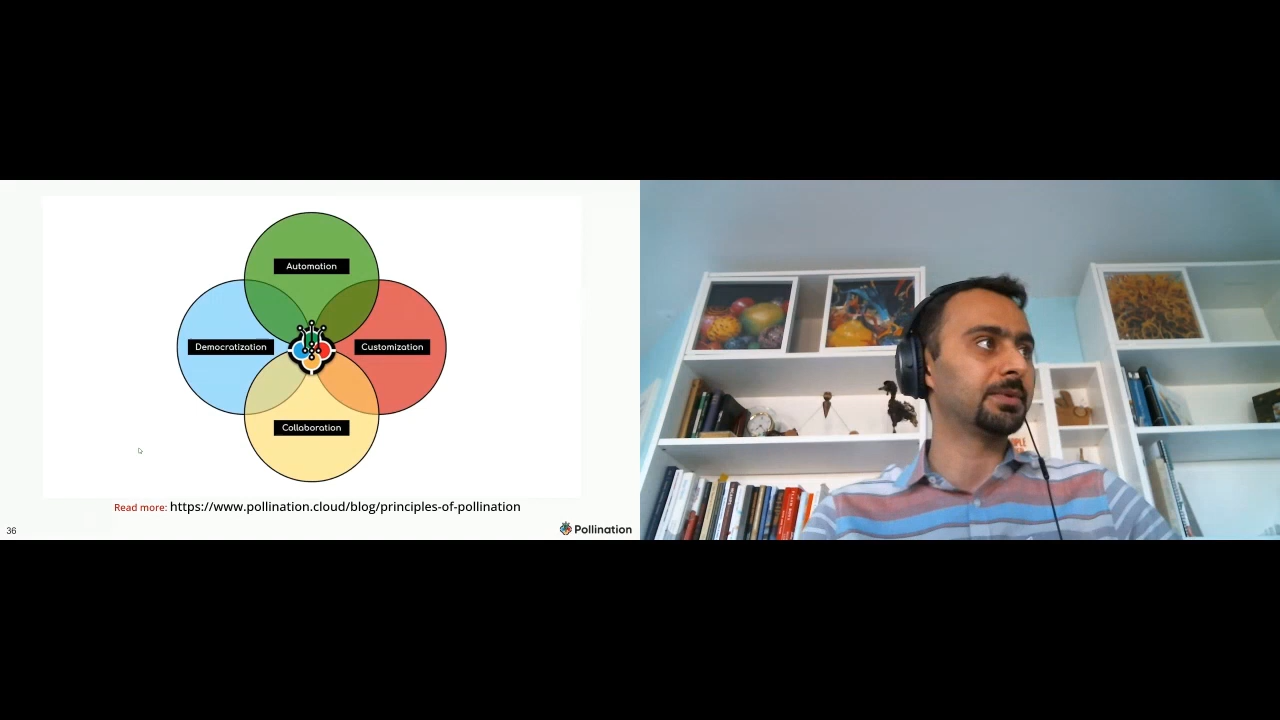 Automation
Democratization
Customization
Collaboration
Read more: https://www.pollination.cloud/blog/principles-of-pollination
36
Pollination